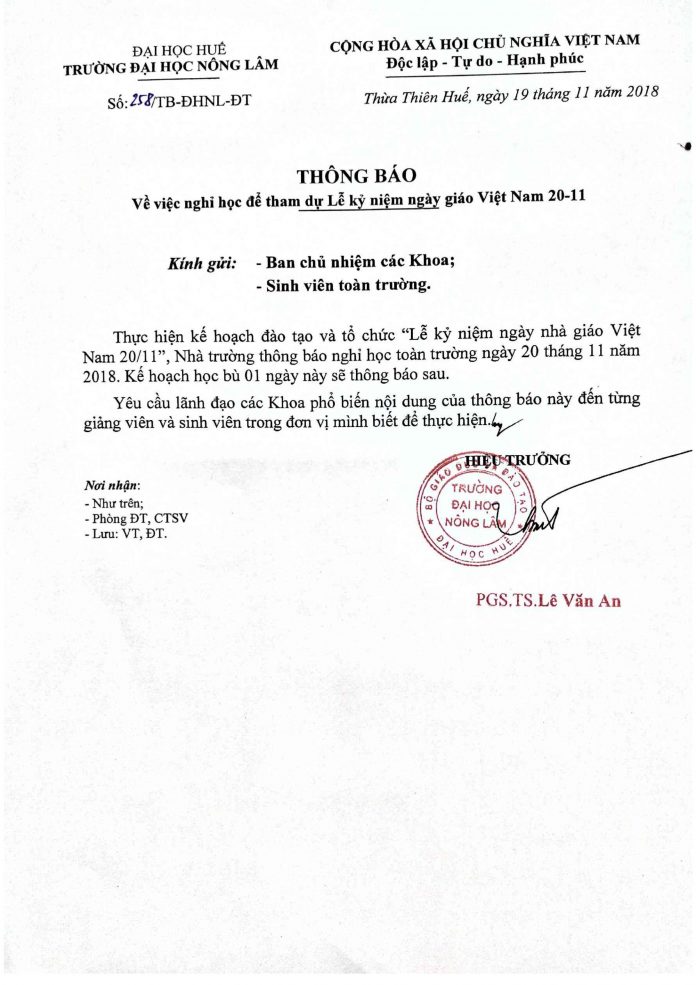 ĐẠI HỌC HUẾ
TRƯỜNG ĐẠI HỌC NÔNG LÂM
Số: 258/TB-ĐHNL-ĐT
CỘNG HÒA XÃ HỘI CHỦ NGHĨA VIỆT NAM
Độc lập - Tự do - Hạnh phúc
Thừa Thiên Huế, ngày 19 tháng 11 năm 2018
THÔNG BÁO
Về việc nghỉ học để tham dự Lễ kỷ niệm ngày giáo Việt Nam 20-11
Kính gửi: - Ban chủ nhiệm các Khoa;
- Sinh viên toàn trường.
Thực hiện kế hoạch đào tạo và tổ chức “Lễ kỷ niệm ngày nhà giáo Việt
Nam 20/11”, Nhà trường thông báo nghỉ học toàn trường ngày 20 tháng 11 năm
2018. Kế hoạch học bù 01 ngày này sẽ thông báo sau.
Yêu cầu lãnh đạo các Khoa phổ biến nội dung của thông báo này đến từng
giảng viên và sinh viên trong đơn vị mình biết để thực hiện.
HIỆU TRƯỞNG
Nơi nhận:
- Như trên;
- Phòng ĐT, CTSV
- Lưu: VT, ĐT.
BỘ GIÁO DỤC VÀ ĐÀO TẠO
TRƯỜNG
ĐẠI HỌC
NÔNG LÂM
ĐẠI HỌC HUẾ
PGS.TS.Lê Văn An